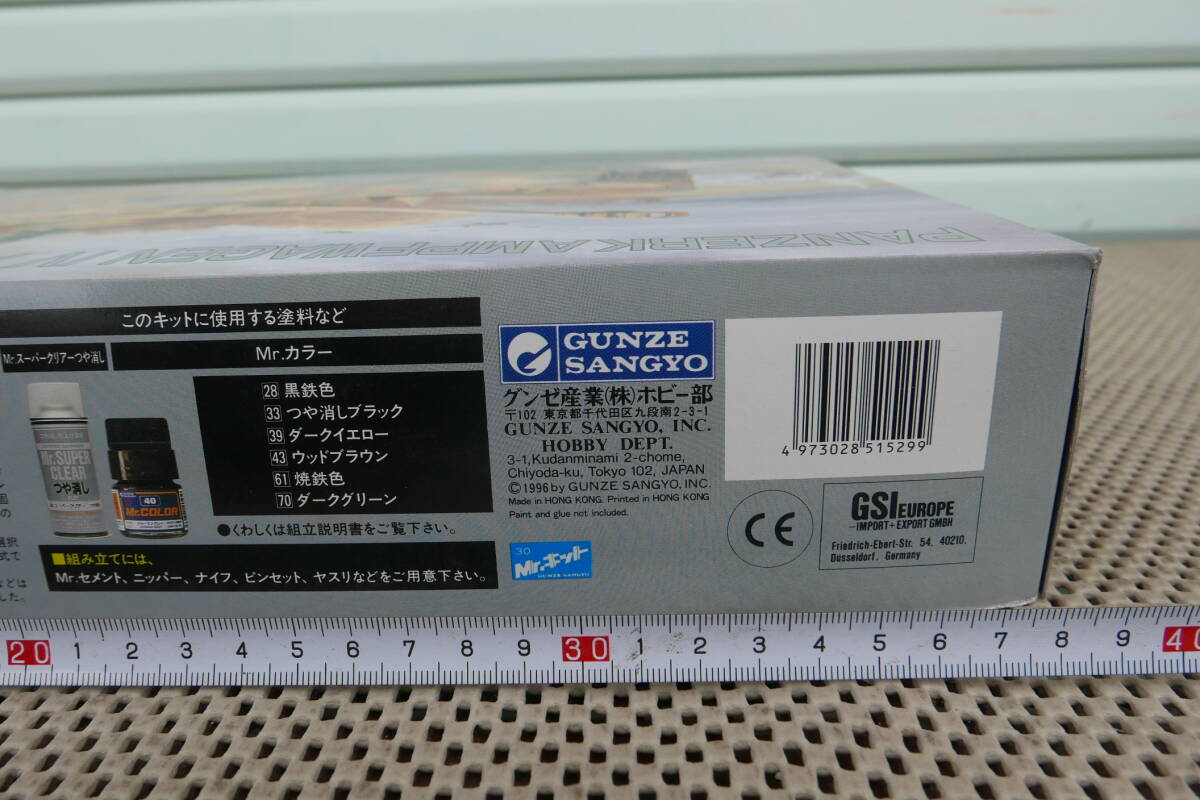 PANZERKAMPFWAGEN IV
このキットに使用する塗料など
Mr.スーパークリアーつや消し
Mr.カラー
28 黒鉄色
33 つや消しブラック
39 ダークイエロー
43 ウッドブラウン
61 焼鉄色
70 ダークグリーン
●くわしくは組立説明書をご覧下さい。
Mr.SUPER
CLEAR
つや消し
40
Mr.COLOR
■組み立てには、
Mr.セメント、ニッパー、ナイフ、ピンセット、ヤスリなどをご用意下さい。
選択
式で
などは
した。
GUNZE
SANGYO
グンゼ産業(株)ホビー部
〒102 東京都千代田区九段南2-3-1
GUNZE SANGYO, INC.
HOBBY DEPT.
3-1,Kudanminami 2-chome,
Chiyoda-ku, Tokyo 102, JAPAN
©1996 by GUNZE SANGYO, INC.
Made in HONG KONG. Printed in HONG KONG
Paint and glue not included.
30
Mr.キット
GUNZE SANGYO
4 973028 515299
CE
GSI EUROPE
-IMPORT+EXPORT GMBH
Friedrich-Ebert-Str. 54. 40210.
Dusseldorf. Germany
20 1 2 3 4 5 6 7 8 9 30 1 2 3 4 5 6 7 8 9 40